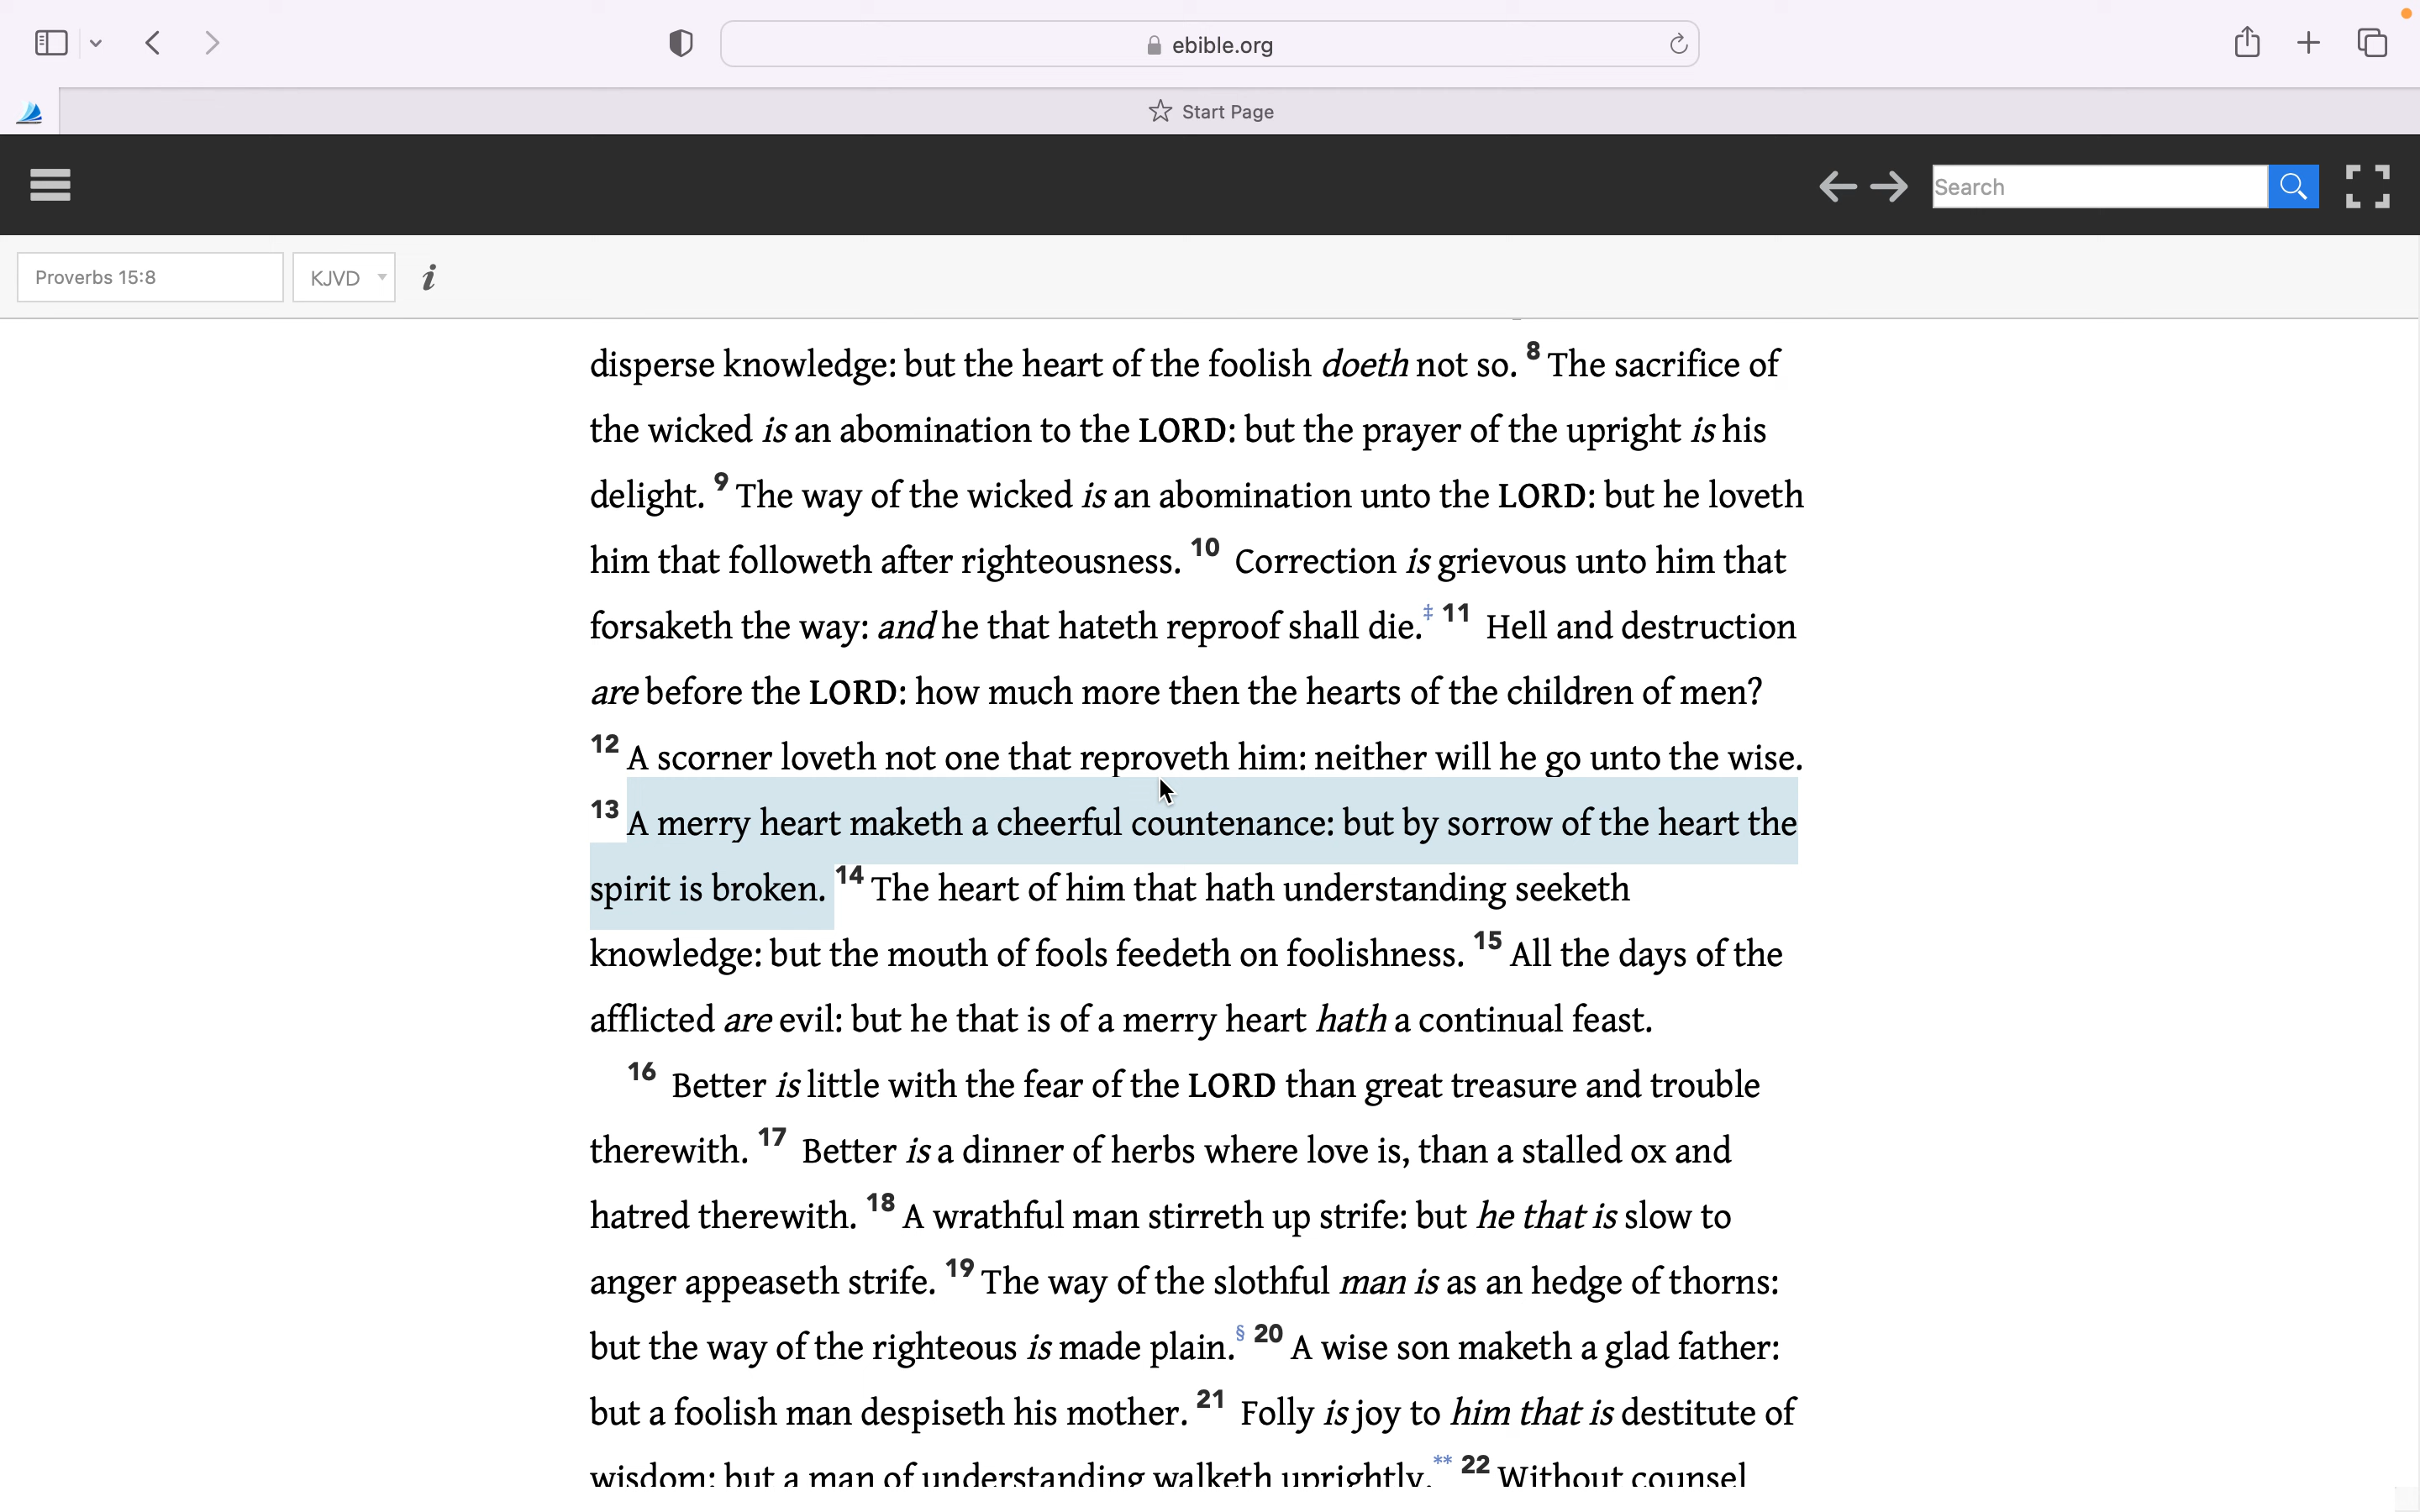 ebible.org
Start Page
Search
Proverbs 15:8 KJVD i
disperse knowledge: but the heart of the foolish doeth not so. 8 The sacrifice of
the wicked is an abomination to the LORD: but the prayer of the upright is his
delight. 9 The way of the wicked is an abomination unto the LORD: but he loveth
him that followeth after righteousness. 10 Correction is grievous unto him that
forsaketh the way: and he that hateth reproof shall die.‡ 11 Hell and destruction
are before the LORD: how much more then the hearts of the children of men?
12 A scorner loveth not one that reproveth him: neither will he go unto the wise.
13 A merry heart maketh a cheerful countenance: but by sorrow of the heart the
spirit is broken. 14 The heart of him that hath understanding seeketh
knowledge: but the mouth of fools feedeth on foolishness. 15 All the days of the
afflicted are evil: but he that is of a merry heart hath a continual feast.
16 Better is little with the fear of the LORD than great treasure and trouble
therewith. 17 Better is a dinner of herbs where love is, than a stalled ox and
hatred therewith. 18 A wrathful man stirreth up strife: but he that is slow to
anger appeaseth strife. 19 The way of the slothful man is as an hedge of thorns:
but the way of the righteous is made plain.§ 20 A wise son maketh a glad father:
but a foolish man despiseth his mother. 21 Folly is joy to him that is destitute of
wisdom: but a man of understanding walketh uprightly.** 22 Without counsel